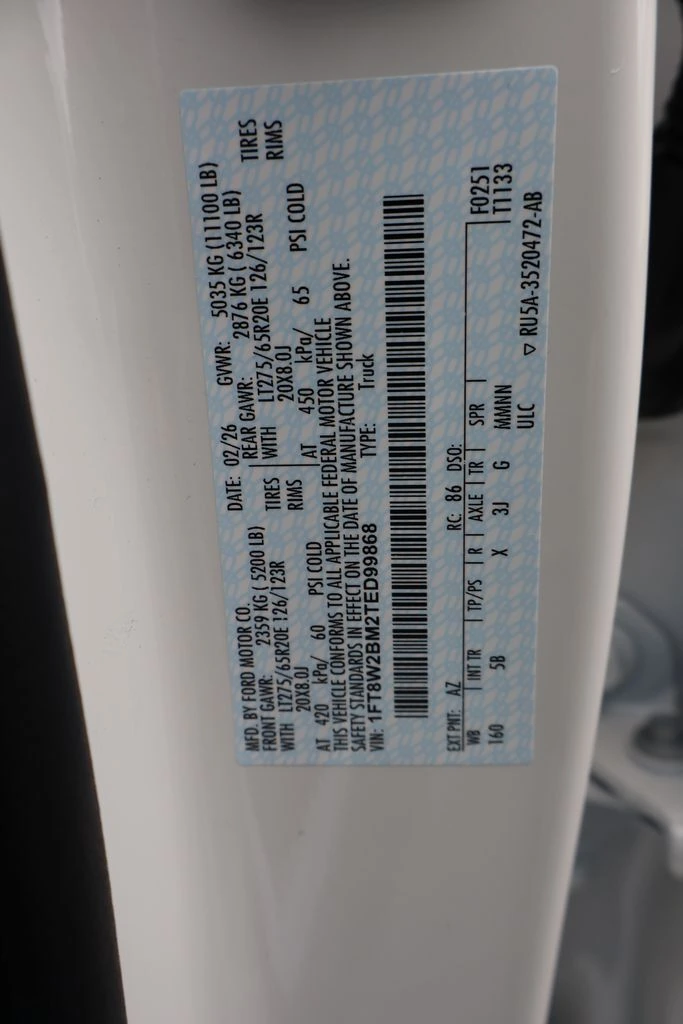 MFD. BY FORD MOTOR CO.
DATE: 02/26 GVWR: 5035 KG (11100 LB)
FRONT GAWR: 2359 KG ( 5200 LB) REAR GAWR: 2876 KG ( 6340 LB)
WITH LT275/65R20E 126/123R TIRES WITH LT275/65R20E 126/123R TIRES
20X8.0J RIMS 20X8.0J RIMS
AT 420 kPa/ 60 PSI COLD AT 450 kPa/ 65 PSI COLD
THIS VEHICLE CONFORMS TO ALL APPLICABLE FEDERAL MOTOR VEHICLE
SAFETY STANDARDS IN EFFECT ON THE DATE OF MANUFACTURE SHOWN ABOVE.
VIN: 1FT8W2BM2TED99868 TYPE: Truck
EXT PNT: AZ RC: 86 DSO: F0251
WB INT TR TP/PS R AXLE TR SPR T1133
160 5B X 3J G MMMNN
ULC ▽ RU5A-3520472-AB